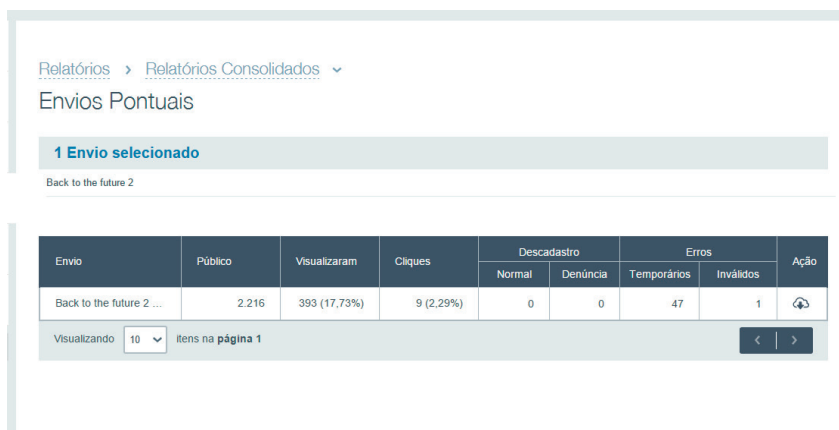 Relatórios > Relatórios Consolidados
Envios Pontuais
1 Envio selecionado
Back to the future 2
Envio Público Visualizaram Cliques Descadastro Erros Ação
Normal Denúncia Temporários Inválidos
Back to the future 2 ... 2.216 393 (17,73%) 9 (2,29%) 0 0 47 1
Visualizando 10 itens na página 1